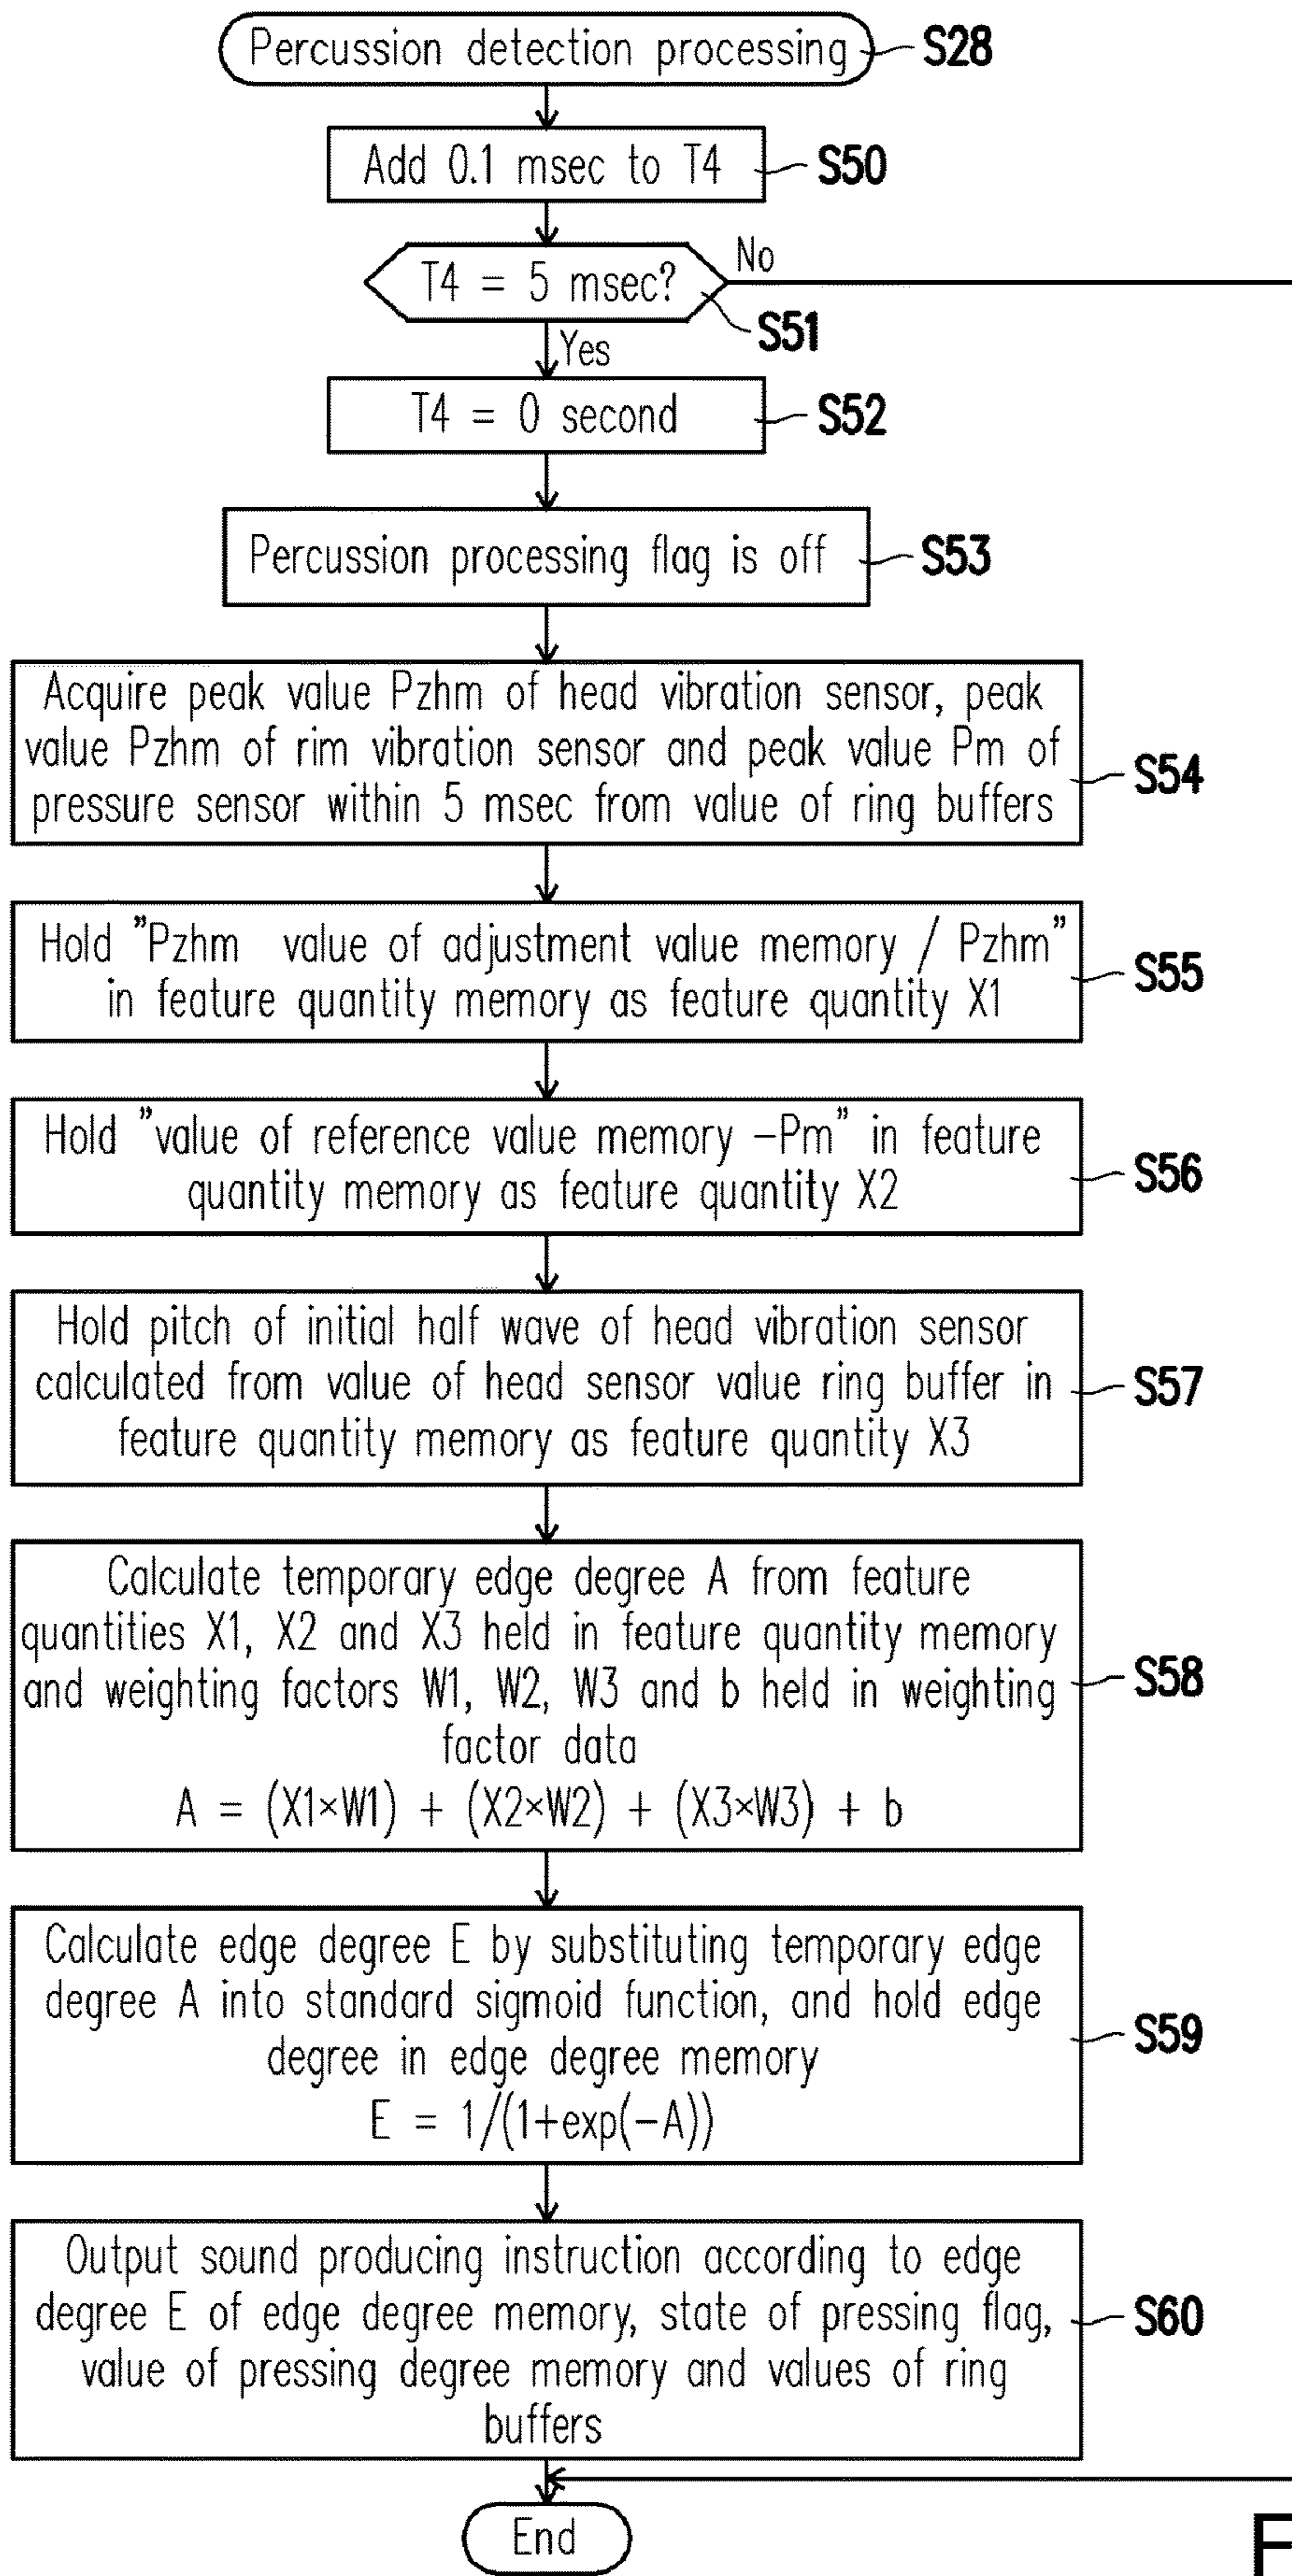 Percussion detection processing
S28
Add 0.1 msec to T4
S50
T4 = 5 msec?
No
S51
Yes
T4 = 0 second
S52
Percussion processing flag is off
S53
Acquire peak value Pzhm of head vibration sensor, peak
value Pzhm of rim vibration sensor and peak value Pm of
pressure sensor within 5 msec from value of ring buffers
S54
Hold "Pzhm value of adjustment value memory / Pzhm"
in feature quantity memory as feature quantity X1
S55
Hold "value of reference value memory -Pm" in feature
quantity memory as feature quantity X2
S56
Hold pitch of initial half wave of head vibration sensor
calculated from value of head sensor value ring buffer in
feature quantity memory as feature quantity X3
S57
Calculate temporary edge degree A from feature
quantities X1, X2 and X3 held in feature quantity memory
and weighting factors W1, W2, W3 and b held in weighting
factor data
A = (X1×W1) + (X2×W2) + (X3×W3) + b
S58
Calculate edge degree E by substituting temporary edge
degree A into standard sigmoid function, and hold edge
degree in edge degree memory
E = 1/(1+exp(-A))
S59
Output sound producing instruction according to edge
degree E of edge degree memory, state of pressing flag,
value of pressing degree memory and values of ring
buffers
S60
End